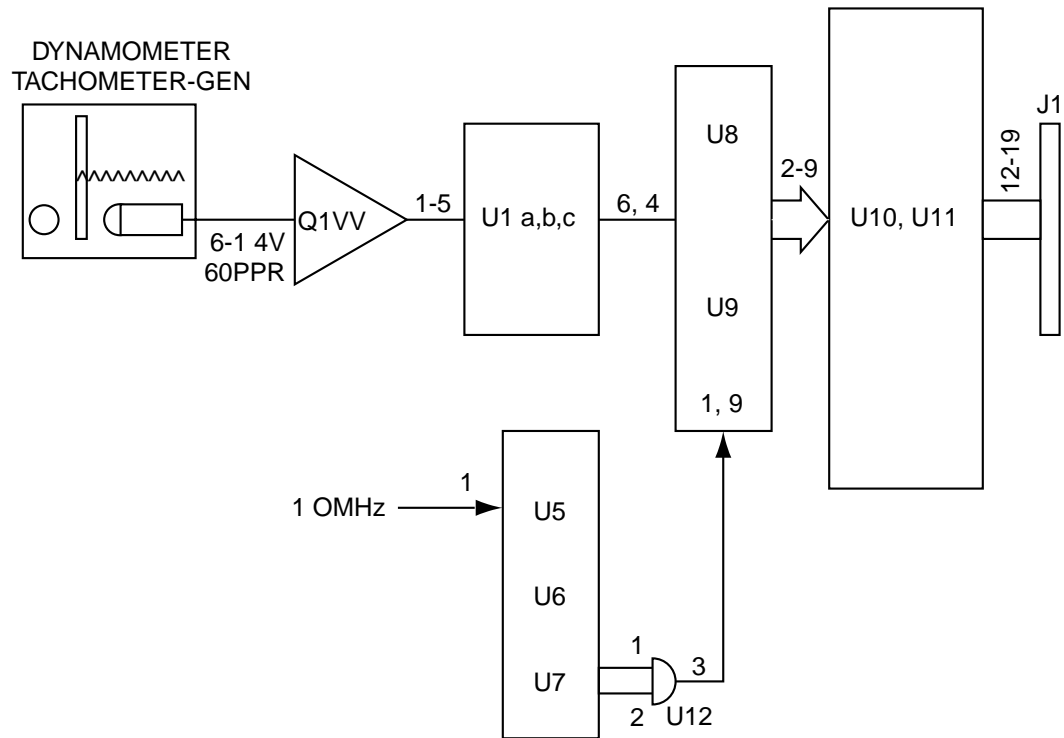 DYNAMOMETER
TACHOMETER-GEN
6-1 4V
60PPR
Q1VV
1-5
U1 a,b,c
6, 4
U8
U9
1, 9
2-9
U10, U11
12-19
J1
1 OMHz
1
U5
U6
U7
1
2
3
U12